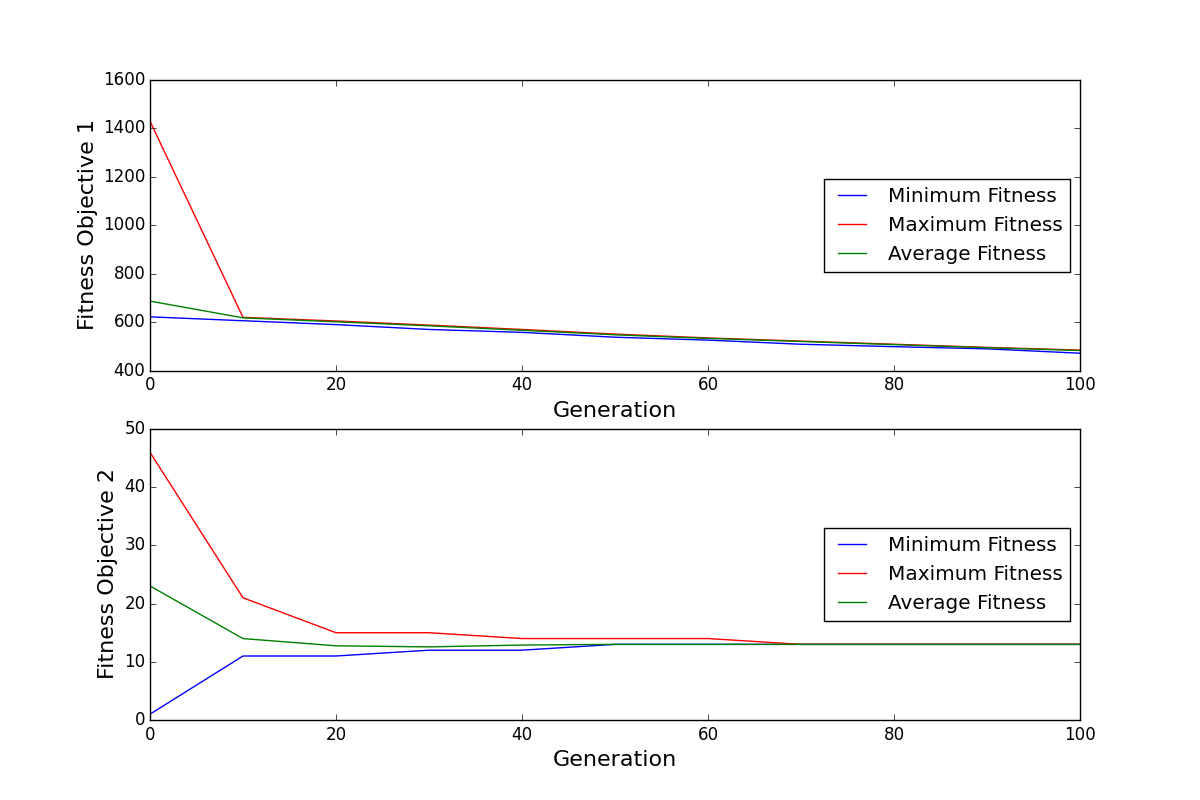 1600
1400
1200
1000
800
600
400
Fitness Objective 1
Minimum Fitness
Maximum Fitness
Average Fitness
0 20 40 60 80 100
Generation
50
40
30
20
10
0
Fitness Objective 2
Minimum Fitness
Maximum Fitness
Average Fitness
0 20 40 60 80 100
Generation